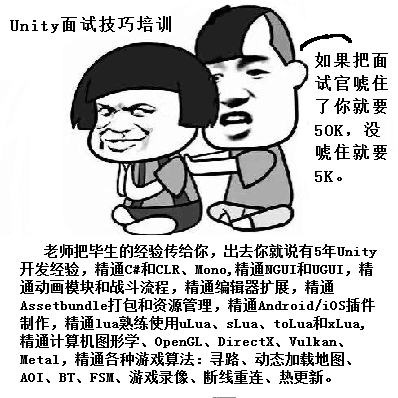 Unity面试技巧培训
如果把面
试官唬住
了你就要
50K，没
唬住就要
5K。
老师把毕生的经验传给你，出去你就说有5年Unity
开发经验，精通C#和CLR、Mono,精通NGUI和UGUI，精
通动画模块和战斗流程，精通编辑器扩展，精通
Assetbundle打包和资源管理，精通Android/iOS插件
制作，精通lua熟练使用uLua、sLua、toLua和xLua,
精通计算机图形学、OpenGL、DirectX、Vulkan、
Metal，精通各种游戏算法：寻路、动态加载地图、
AOI、BT、FSM、游戏录像、断线重连、热更新。